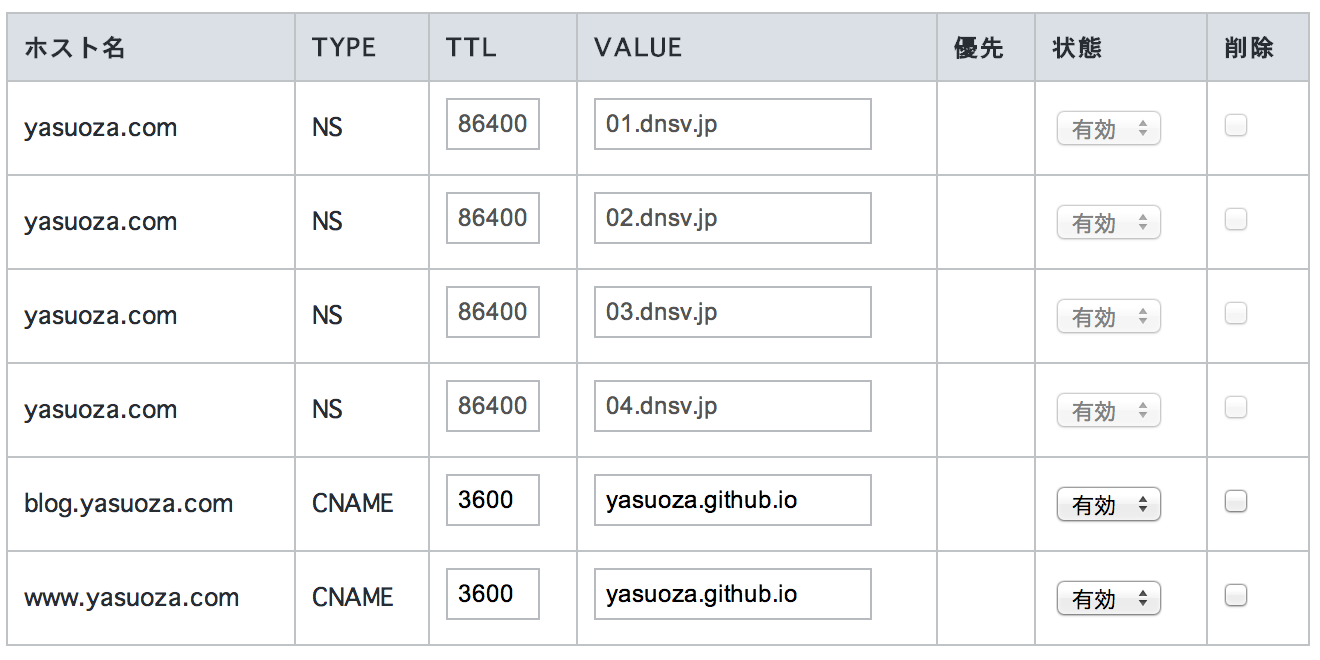 ホスト名 TYPE TTL VALUE 優先 状態 削除
yasuoza.com NS 86400 01.dnsv.jp 有効
yasuoza.com NS 86400 02.dnsv.jp 有効
yasuoza.com NS 86400 03.dnsv.jp 有効
yasuoza.com NS 86400 04.dnsv.jp 有効
blog.yasuoza.com CNAME 3600 yasuoza.github.io 有効
www.yasuoza.com CNAME 3600 yasuoza.github.io 有効